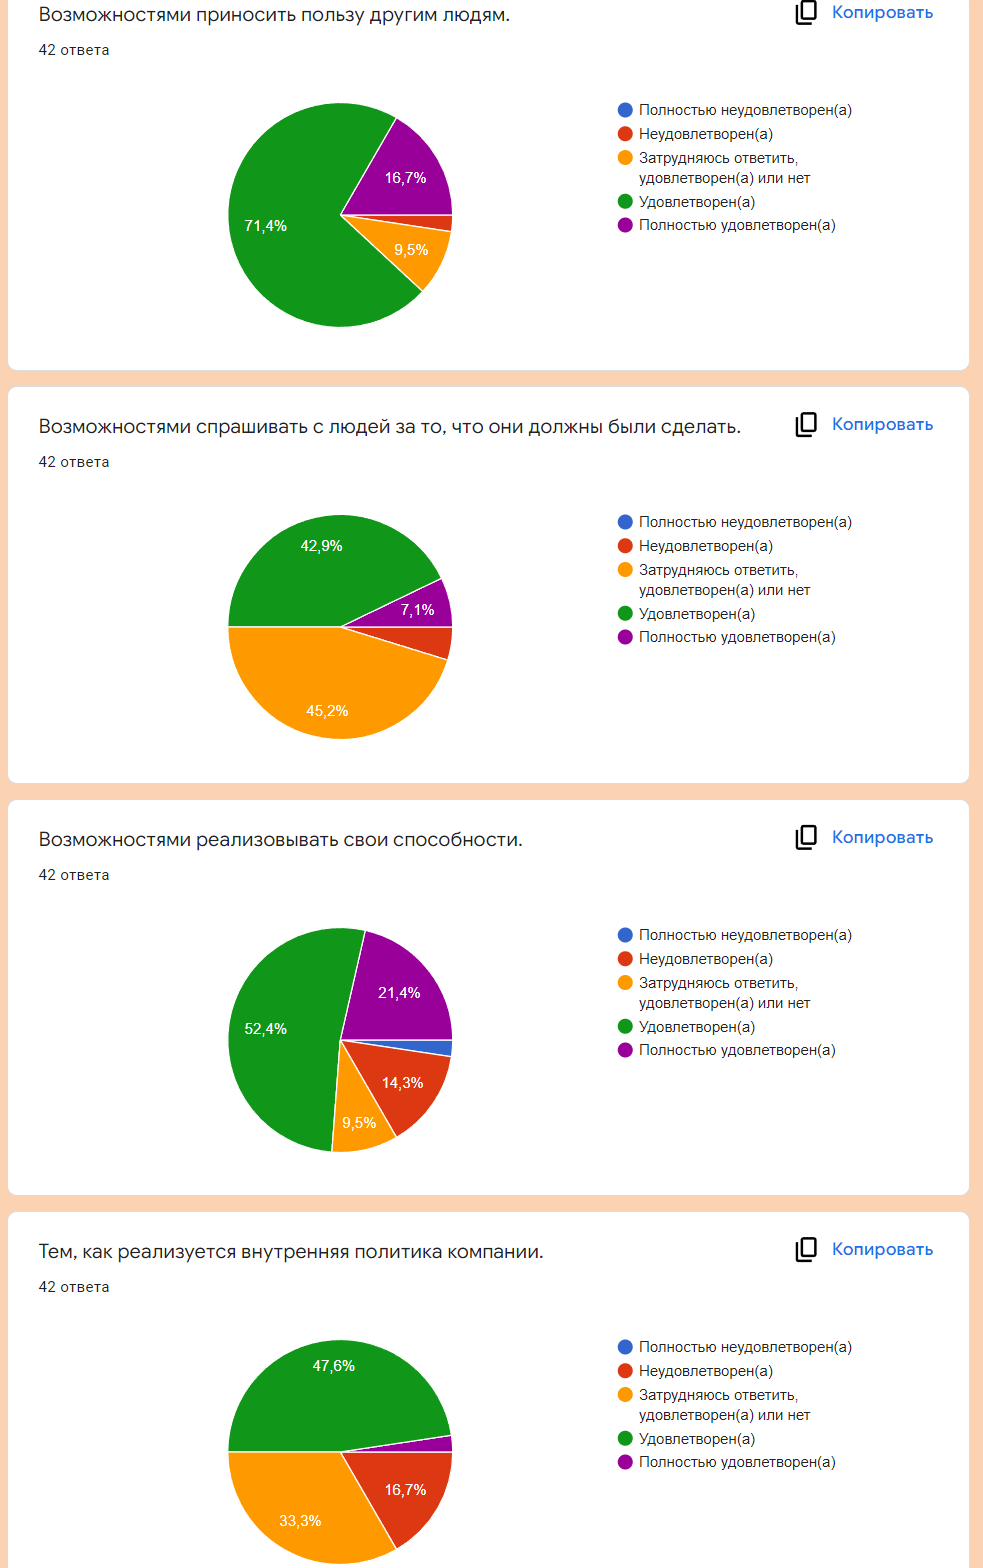 Возможностями приносить пользу другим людям.
Копировать
42 ответа
Полностью неудовлетворен(а)
Неудовлетворен(а)
Затрудняюсь ответить,
удовлетворен(а) или нет
Удовлетворен(а)
Полностью удовлетворен(а)
16,7%
71,4%
9,5%
Возможностями спрашивать с людей за то, что они должны были сделать.
Копировать
42 ответа
Полностью неудовлетворен(а)
Неудовлетворен(а)
Затрудняюсь ответить,
удовлетворен(а) или нет
Удовлетворен(а)
Полностью удовлетворен(а)
42,9%
7,1%
45,2%
Возможностями реализовывать свои способности.
Копировать
42 ответа
Полностью неудовлетворен(а)
Неудовлетворен(а)
Затрудняюсь ответить,
удовлетворен(а) или нет
Удовлетворен(а)
Полностью удовлетворен(а)
21,4%
52,4%
14,3%
9,5%
Тем, как реализуется внутренняя политика компании.
Копировать
42 ответа
Полностью неудовлетворен(а)
Неудовлетворен(а)
Затрудняюсь ответить,
удовлетворен(а) или нет
Удовлетворен(а)
Полностью удовлетворен(а)
47,6%
16,7%
33,3%